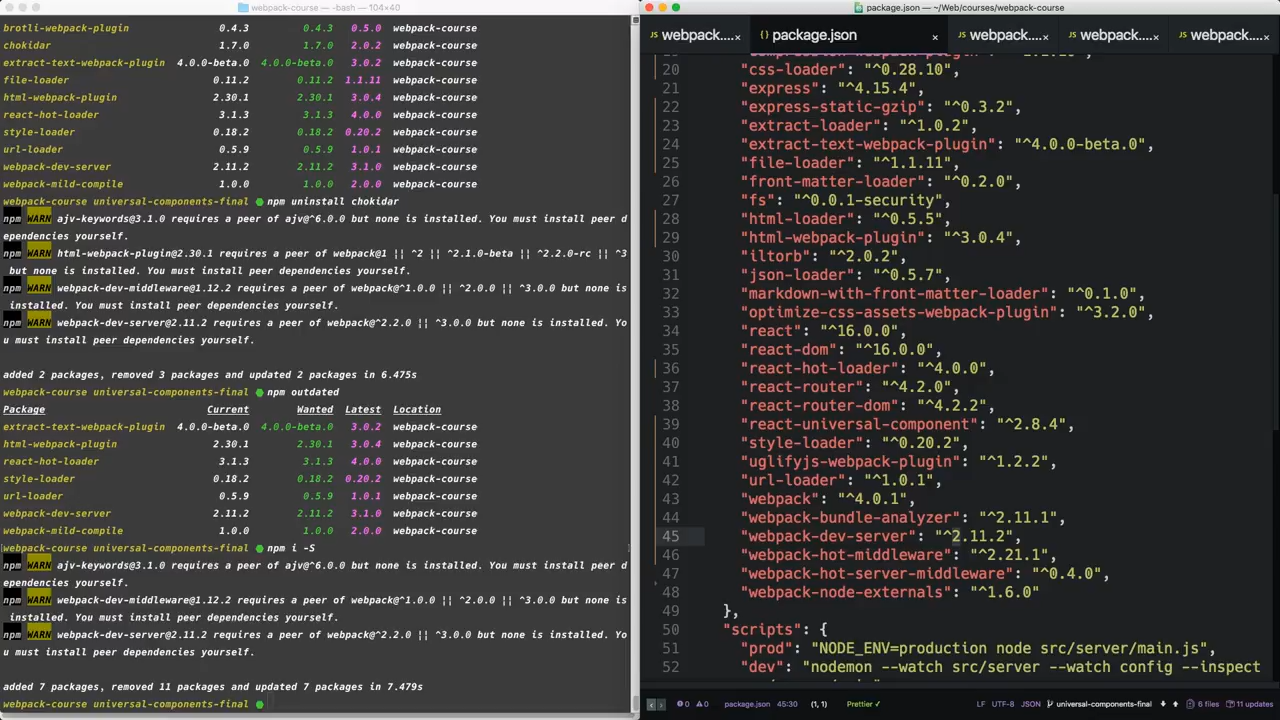 webpack-course — -bash — 104×40
brotli-webpack-plugin 0.4.3 0.4.3 0.5.0 webpack-course
chokidar 1.7.0 1.7.0 2.0.2 webpack-course
extract-text-webpack-plugin 4.0.0-beta.0 4.0.0-beta.0 3.0.2 webpack-course
file-loader 0.11.2 0.11.2 1.1.11 webpack-course
html-webpack-plugin 2.30.1 2.30.1 3.0.4 webpack-course
react-hot-loader 3.1.3 3.1.3 4.0.0 webpack-course
style-loader 0.18.2 0.18.2 0.20.2 webpack-course
url-loader 0.5.9 0.5.9 1.0.1 webpack-course
webpack-dev-server 2.11.2 2.11.2 3.1.0 webpack-course
webpack-mild-compile 1.0.0 1.0.0 2.0.0 webpack-course
webpack-course universal-components-final npm uninstall chokidar
npm WARN ajv-keywords@3.1.0 requires a peer of ajv@^6.0.0 but none is installed. You must install peer d
ependencies yourself.
npm WARN html-webpack-plugin@2.30.1 requires a peer of webpack@1 || ^2 || ^2.1.0-beta || ^2.2.0-rc || ^3
but none is installed. You must install peer dependencies yourself.
npm WARN webpack-dev-middleware@1.12.2 requires a peer of webpack@^1.0.0 || ^2.0.0 || ^3.0.0 but none is
installed. You must install peer dependencies yourself.
npm WARN webpack-dev-server@2.11.2 requires a peer of webpack@^2.2.0 || ^3.0.0 but none is installed. Yo
u must install peer dependencies yourself.
added 2 packages, removed 3 packages and updated 2 packages in 6.475s
webpack-course universal-components-final npm outdated
Package Current Wanted Latest Location
extract-text-webpack-plugin 4.0.0-beta.0 4.0.0-beta.0 3.0.2 webpack-course
html-webpack-plugin 2.30.1 2.30.1 3.0.4 webpack-course
react-hot-loader 3.1.3 3.1.3 4.0.0 webpack-course
style-loader 0.18.2 0.18.2 0.20.2 webpack-course
url-loader 0.5.9 0.5.9 1.0.1 webpack-course
webpack-dev-server 2.11.2 2.11.2 3.1.0 webpack-course
webpack-mild-compile 1.0.0 1.0.0 2.0.0 webpack-course
webpack-course universal-components-final npm i -S
npm WARN ajv-keywords@3.1.0 requires a peer of ajv@^6.0.0 but none is installed. You must install peer d
ependencies yourself.
npm WARN webpack-dev-middleware@1.12.2 requires a peer of webpack@^1.0.0 || ^2.0.0 || ^3.0.0 but none is
installed. You must install peer dependencies yourself.
npm WARN webpack-dev-server@2.11.2 requires a peer of webpack@^2.2.0 || ^3.0.0 but none is installed. Yo
u must install peer dependencies yourself.
added 7 packages, removed 11 packages and updated 7 packages in 7.479s
webpack-course universal-components-final
package.json — ~/Web/courses/webpack-course
JS webpack.… × {} package.json × JS webpack.… × JS webpack.… × JS webpack.… ×
20 "css-loader": "^0.28.10",
21 "express": "^4.15.4",
22 "express-static-gzip": "^0.3.2",
23 "extract-loader": "^1.0.2",
24 "extract-text-webpack-plugin": "^4.0.0-beta.0",
25 "file-loader": "^1.1.11",
26 "front-matter-loader": "^0.2.0",
27 "fs": "^0.0.1-security",
28 "html-loader": "^0.5.5",
29 "html-webpack-plugin": "^3.0.4",
30 "iltorb": "^2.0.2",
31 "json-loader": "^0.5.7",
32 "markdown-with-front-matter-loader": "^0.1.0",
33 "optimize-css-assets-webpack-plugin": "^3.2.0",
34 "react": "^16.0.0",
35 "react-dom": "^16.0.0",
36 "react-hot-loader": "^4.0.0",
37 "react-router": "^4.2.0",
38 "react-router-dom": "^4.2.2",
39 "react-universal-component": "^2.8.4",
40 "style-loader": "^0.20.2",
41 "uglifyjs-webpack-plugin": "^1.2.2",
42 "url-loader": "^1.0.1",
43 "webpack": "^4.0.1",
44 "webpack-bundle-analyzer": "^2.11.1",
45 "webpack-dev-server": "^2.11.2",
46 "webpack-hot-middleware": "^2.21.1",
47 "webpack-hot-server-middleware": "^0.4.0",
48 "webpack-node-externals": "^1.6.0"
49 },
50 "scripts": {
51 "prod": "NODE_ENV=production node src/server/main.js",
52 "dev": "nodemon --watch src/server --watch config --inspect
0 0 package.json 45:30 (1, 1) Prettier ✓ LF UTF-8 JSON universal-components-final 6 files 11 updates